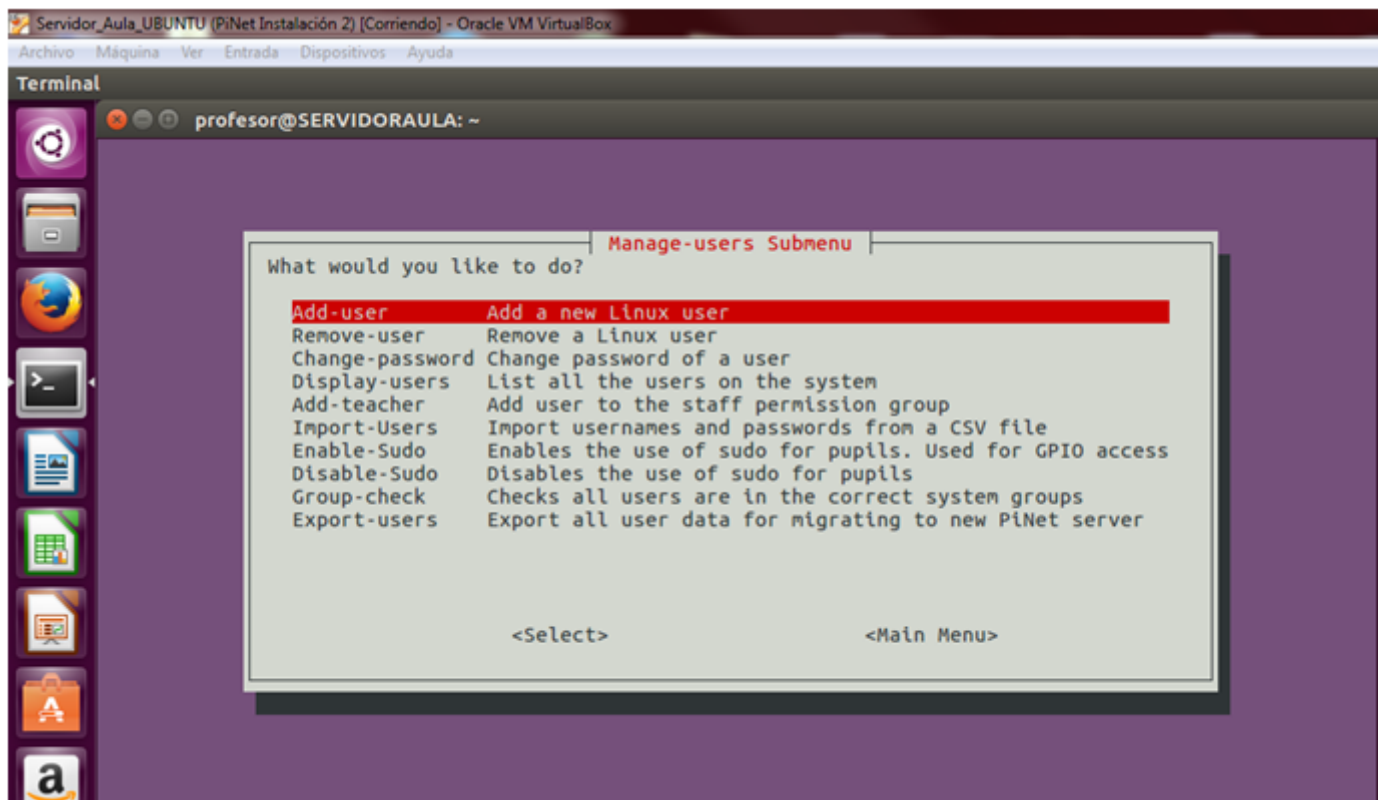 Servidor_Aula_UBUNTU (PiNet Instalación 2) [Corriendo] - Oracle VM VirtualBox
Archivo Máquina Ver Entrada Dispositivos Ayuda
Terminal
profesor@SERVIDORAULA: ~
Manage-users Submenu
What would you like to do?
Add-user Add a new Linux user
Remove-user Remove a Linux user
Change-password Change password of a user
Display-users List all the users on the system
Add-teacher Add user to the staff permission group
Import-Users Import usernames and passwords from a CSV file
Enable-Sudo Enables the use of sudo for pupils. Used for GPIO access
Disable-Sudo Disables the use of sudo for pupils
Group-check Checks all users are in the correct system groups
Export-users Export all user data for migrating to new PiNet server
<Select> <Main Menu>